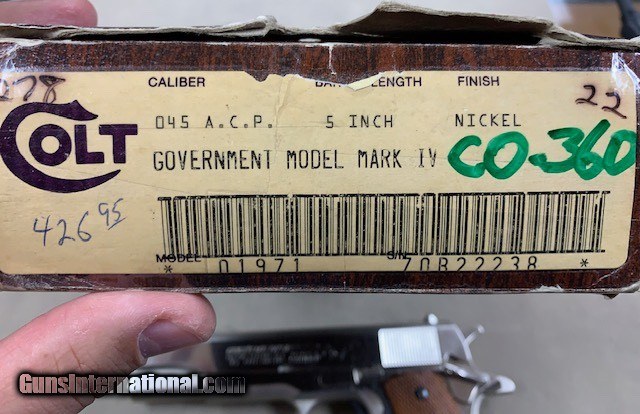 278
CALIBER BAR LENGTH FINISH
22
COLT
045 A.C.P. 5 INCH NICKEL
GOVERNMENT MODEL MARK IV CO-360
426 95
MODEL S/N
* 01971 70B22238 *
GunsInternational.com